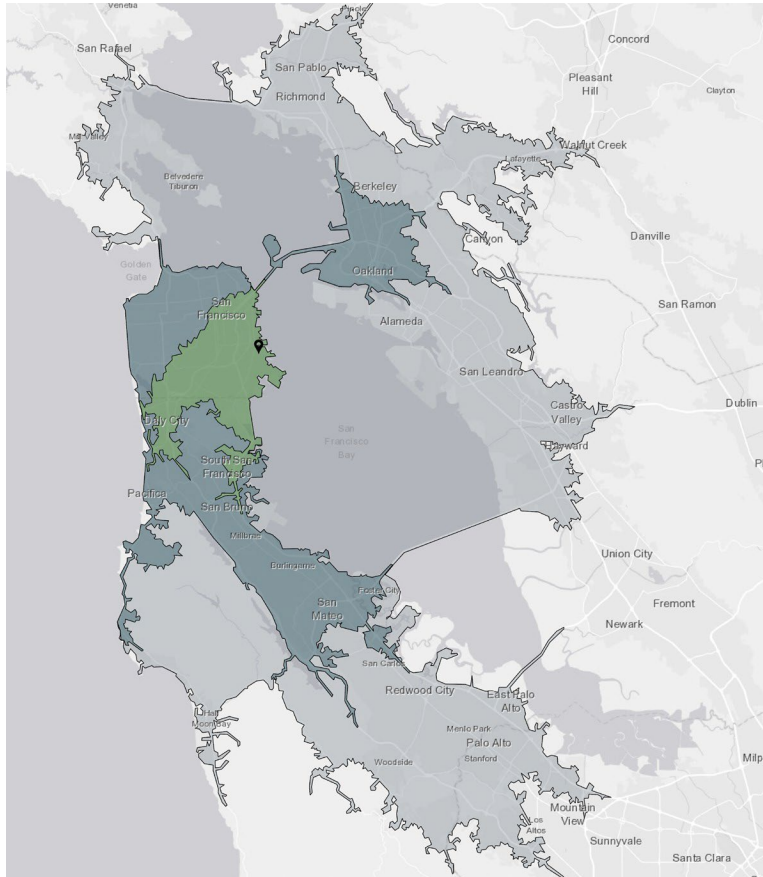 Venetia
San Rafael
Concord
San Pablo
Pleasant
Hill
Clayton
Richmond
Mill Valley
Walnut Creek
Lafayette
Belvedere
Tiburon
Berkeley
Canyon
Danville
Golden
Gate
Oakland
San
Francisco
San Ramon
Alameda
San Leandro
Dublin
Castro
Valley
Daly City
San
Francisco
Bay
Hayward
South San
Francisco
Pacifica
San Bruno
Millbrae
Union City
Burlingame
Foster City
San
Mateo
Fremont
Newark
San Carlos
Redwood City
East Palo
Alto
Half
Moon Bay
Menlo Park
Palo Alto
Woodside
Stanford
Milp
Mountain
View
Los
Altos
Sunnyvale
Santa Clara